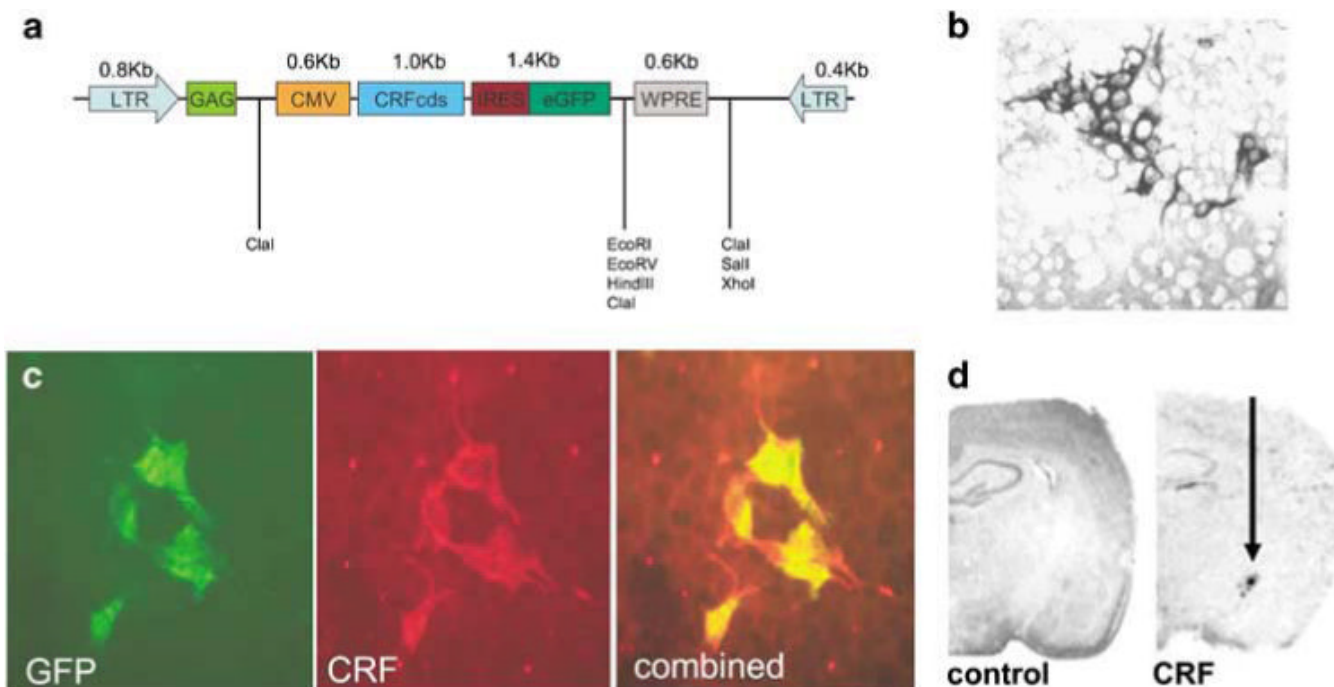 a
0.8Kb
0.6Kb
1.0Kb
1.4Kb
0.6Kb
0.4Kb
LTR
GAG
CMV
CRFcds
IRES
eGFP
WPRE
LTR
ClaI
EcoRI
EcoRV
HindIII
ClaI
ClaI
SalI
XhoI
b
c
GFP
CRF
combined
d
control
CRF